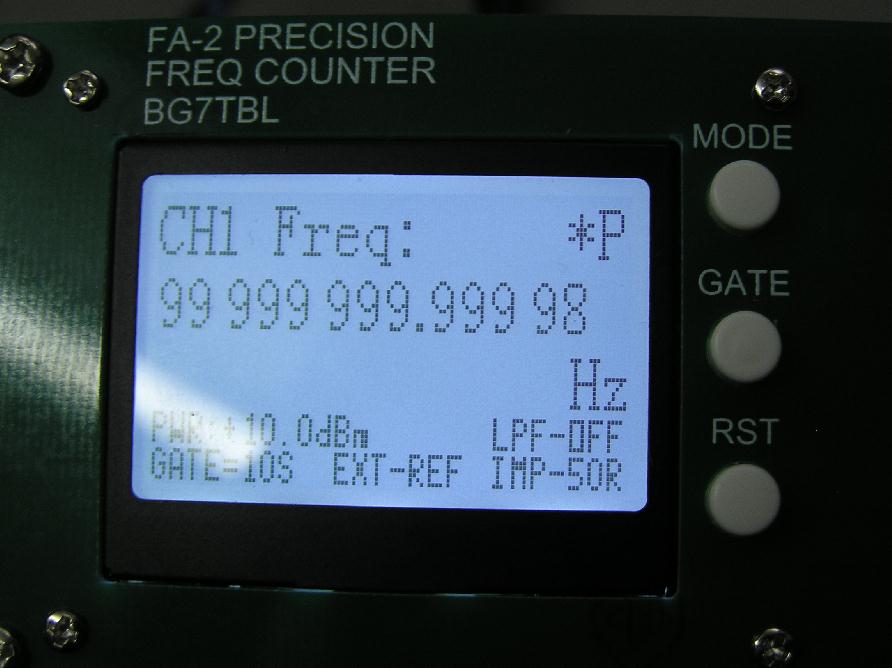 FA-2 PRECISION
FREQ COUNTER
BG7TBL
MODE
CH1 Freq: *P
GATE
99 999 999.999 98
Hz
RST
PWR:+10.0dBm LPF-OFF
GATE=10S EXT-REF IMP-50R